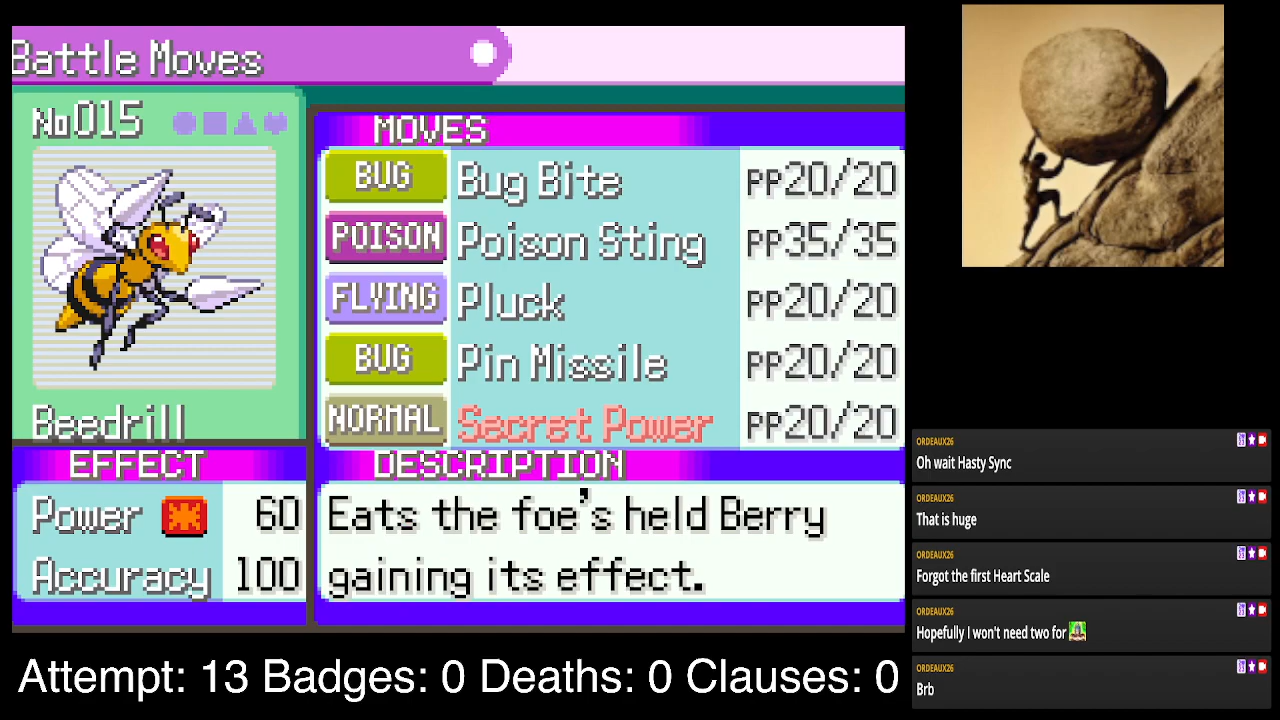 Battle Moves
No015
MOVES
BUG Bug Bite PP20/20
POISON Poison Sting PP35/35
FLYING Pluck PP20/20
BUG Pin Missile PP20/20
NORMAL Secret Power PP20/20
Beedrill
EFFECT
Power 60
Accuracy 100
DESCRIPTION
Eats the foe's held Berry
gaining its effect.
Attempt: 13 Badges: 0 Deaths: 0 Clauses: 0
ORDEAUX26
Oh wait Hasty Sync
ORDEAUX26
That is huge
ORDEAUX26
Forgot the first Heart Scale
ORDEAUX26
Hopefully I won't need two for
ORDEAUX26
Brb